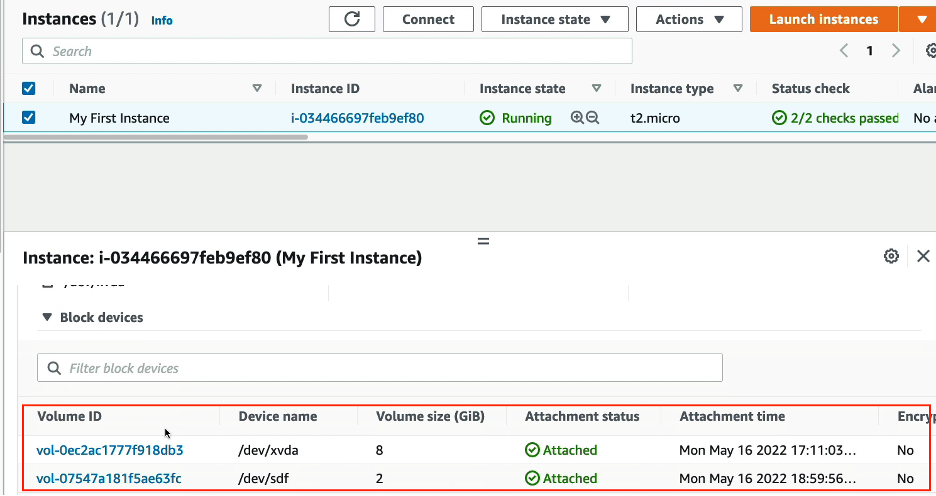 Instances (1/1) Info Connect Instance state Actions Launch instances
Search 1
Name Instance ID Instance state Instance type Status check
My First Instance i-034466697feb9ef80 Running t2.micro 2/2 checks passed No
Instance: i-034466697feb9ef80 (My First Instance)
Block devices
Filter block devices
Volume ID Device name Volume size (GiB) Attachment status Attachment time
vol-0ec2ac1777f918db3 /dev/xvda 8 Attached Mon May 16 2022 17:11:03... No
vol-07547a181f5ae63fc /dev/sdf 2 Attached Mon May 16 2022 18:59:56... No